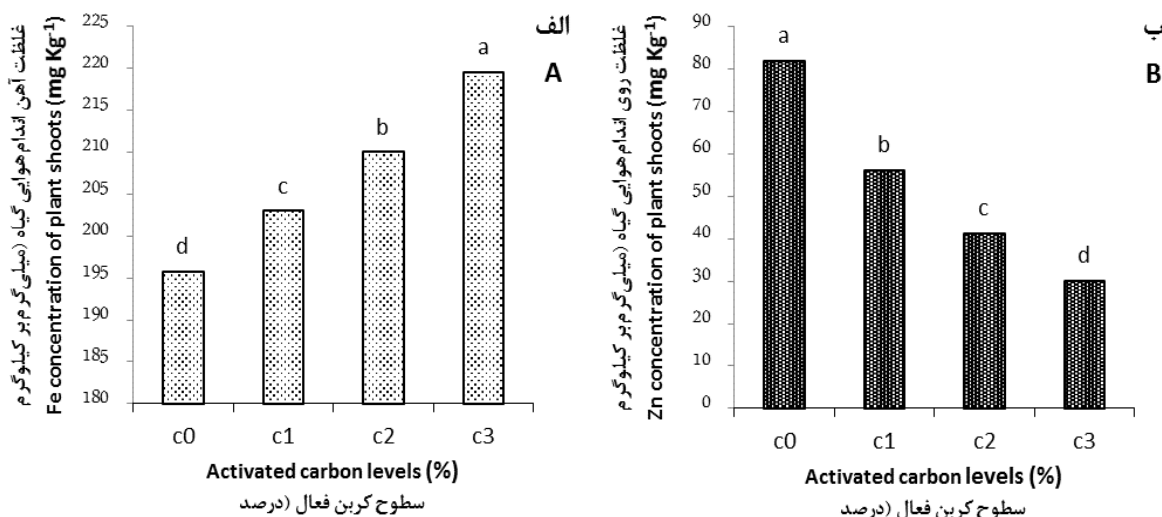 الف
A
غلظت آهن اندام هوایی گیاه (میلی‌گرم بر کیلوگرم
Fe concentration of plant shoots (mg Kg⁻¹)
225
220
215
210
205
200
195
190
185
180
d
c
b
a
c0 c1 c2 c3
Activated carbon levels (%)
سطوح کربن فعال (درصد
ب
B
غلظت روی اندام هوایی گیاه (میلی‌گرم بر کیلوگرم
Zn concentration of plant shoots (mg Kg⁻¹)
90
80
70
60
50
40
30
20
10
0
a
b
c
d
c0 c1 c2 c3
Activated carbon levels (%)
سطوح کربن فعال (درصد